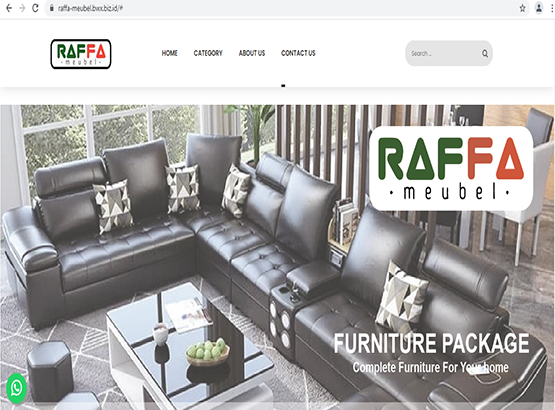 raffa-meubel.bwx.biz.id/#
RAFFA
meubel
HOME
CATEGORY
ABOUT US
CONTACT US
Search ...
RAFFA
·meubel·
FURNITURE PACKAGE
Complete Furniture For Your home